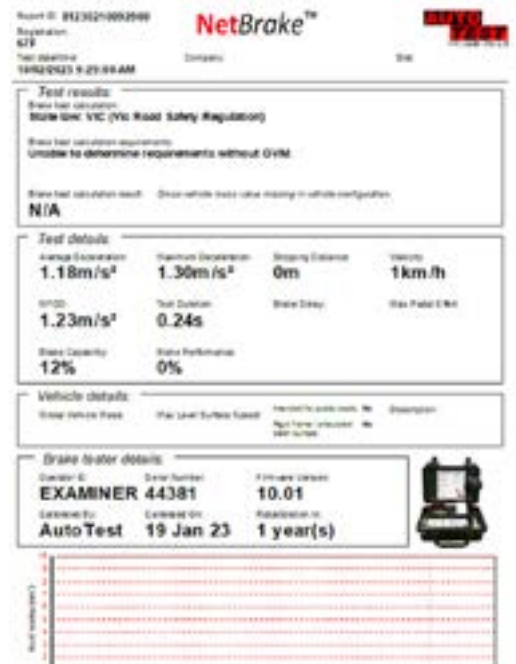 Report ID
NetBrake™
AUTO
TEST
Registration
Test date/time
Company
Site
10/02/2023 9:29:00 AM
Test results
Brake test calculation
State law: VIC (Vic Road Safety Regulation)
Brake test calculation requirements
Unable to determine requirements without GVM
Brake test calculation result
Gross vehicle mass value missing in vehicle configuration
N/A
Test details
Average Deceleration
Maximum Deceleration
Stopping Distance
Velocity
1.18m/s²
1.30m/s²
0m
1km/h
MFDD
Test Duration
Brake Delay
Max Pedal Effort
1.23m/s²
0.24s
Brake Capacity
Brake Performance
12%
0%
Vehicle details
Gross Vehicle Mass
Max Level Surface Speed
No
Description
No
Brake tester details
Operator ID
Serial Number
Firmware Version
EXAMINER
44381
10.01
Calibrated By
Calibrated On
AutoTest
19 Jan 23
1 year(s)